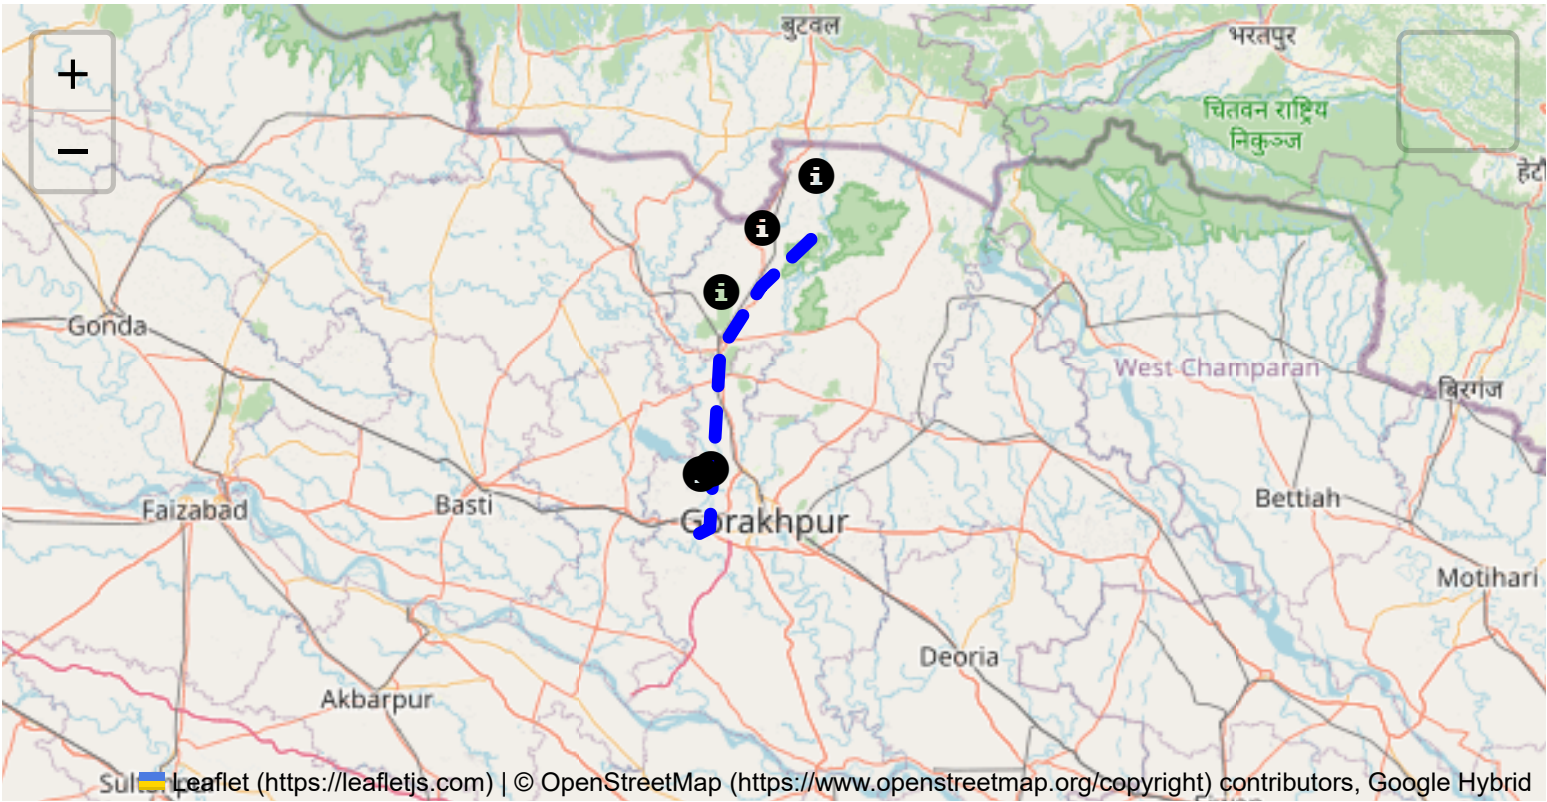 बुटवल
भरतपुर
+
चितवन राष्ट्रिय
निकुञ्ज
−
i
i
i
Gonda
West Champaran
बिरगंज
Basti
Bettiah
Faizabad
Gorakhpur
Motihari
Deoria
Akbarpur
Leaflet (https://leafletjs.com) | © OpenStreetMap (https://www.openstreetmap.org/copyright) contributors, Google Hybrid